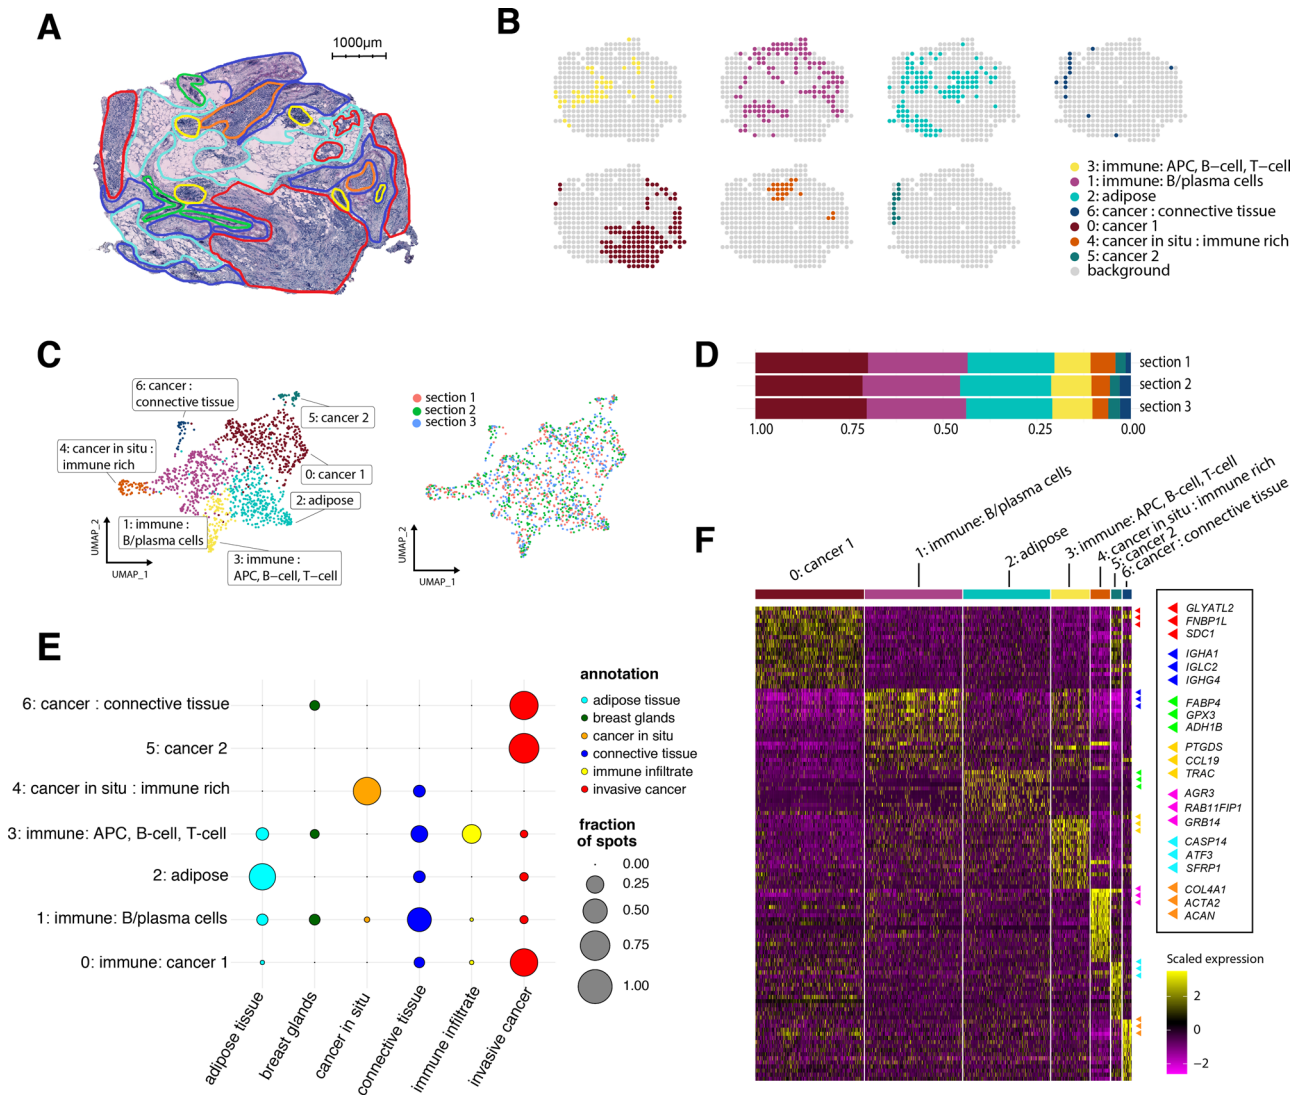 A
1000µm
B
3: immune: APC, B−cell, T−cell
1: immune: B/plasma cells
2: adipose
6: cancer : connective tissue
0: cancer 1
4: cancer in situ : immune rich
5: cancer 2
background
C
6: cancer :
connective tissue
5: cancer 2
4: cancer in situ :
immune rich
0: cancer 1
2: adipose
1: immune :
B/plasma cells
3: immune :
APC, B−cell, T−cell
UMAP_2
UMAP_1
section 1
section 2
section 3
UMAP_2
UMAP_1
D
section 1
section 2
section 3
1.00
0.75
0.50
0.25
0.00
E
6: cancer : connective tissue
5: cancer 2
4: cancer in situ : immune rich
3: immune: APC, B-cell, T-cell
2: adipose
1: immune: B/plasma cells
0: immune: cancer 1
adipose tissue
breast glands
cancer in situ
connective tissue
immune infiltrate
invasive cancer
annotation
adipose tissue
breast glands
cancer in situ
connective tissue
immune infiltrate
invasive cancer
fraction
of spots
0.00
0.25
0.50
0.75
1.00
F
0: cancer 1
1: immune: B/plasma cells
2: adipose
3: immune: APC, B-cell, T-cell
4: cancer in situ : immune rich
5: cancer 2
6: cancer : connective tissue
GLYATL2
FNBP1L
SDC1
IGHA1
IGLC2
IGHG4
FABP4
GPX3
ADH1B
PTGDS
CCL19
TRAC
AGR3
RAB11FIP1
GRB14
CASP14
ATF3
SFRP1
COL4A1
ACTA2
ACAN
Scaled expression
2
0
−2